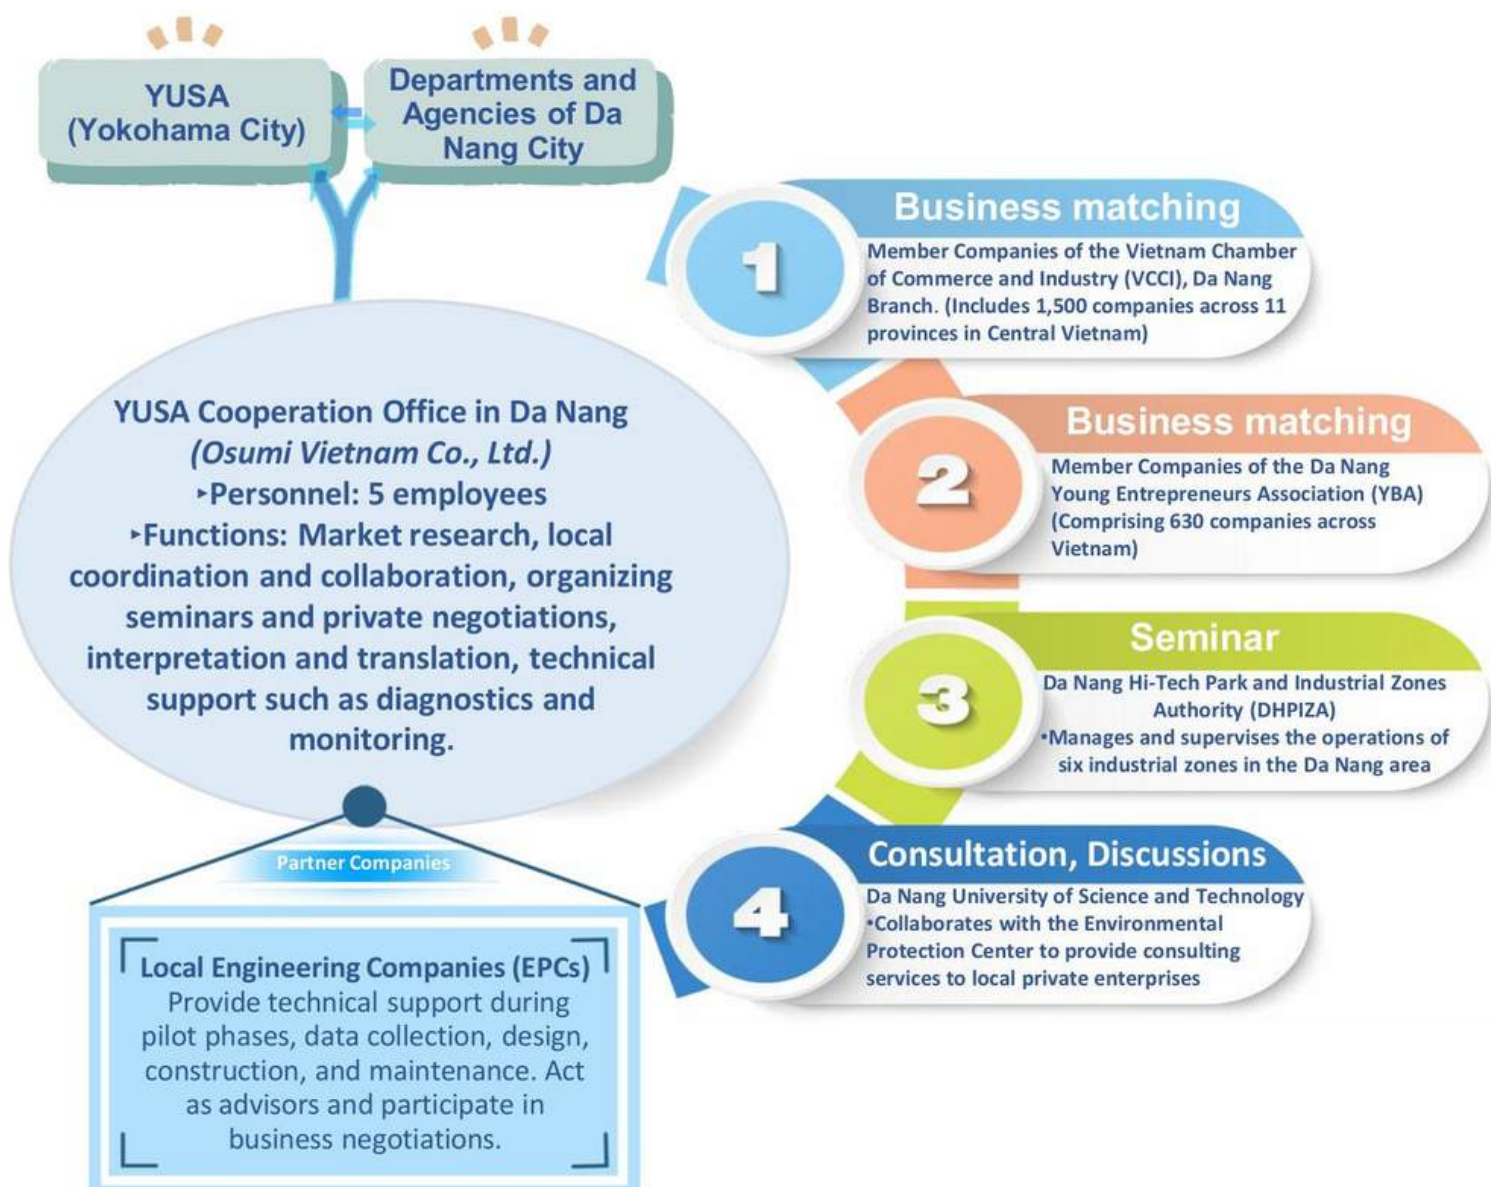 YUSA
(Yokohama City)
Departments and
Agencies of Da
Nang City
YUSA Cooperation Office in Da Nang
(Osumi Vietnam Co., Ltd.)
▸Personnel: 5 employees
▸Functions: Market research, local
coordination and collaboration, organizing
seminars and private negotiations,
interpretation and translation, technical
support such as diagnostics and
monitoring.
Partner Companies
Local Engineering Companies (EPCs)
Provide technical support during
pilot phases, data collection, design,
construction, and maintenance. Act
as advisors and participate in
business negotiations.
1
Business matching
Member Companies of the Vietnam Chamber
of Commerce and Industry (VCCI), Da Nang
Branch. (Includes 1,500 companies across 11
provinces in Central Vietnam)
2
Business matching
Member Companies of the Da Nang
Young Entrepreneurs Association (YBA)
(Comprising 630 companies across
Vietnam)
3
Seminar
Da Nang Hi-Tech Park and Industrial Zones
Authority (DHPIZA)
•Manages and supervises the operations of
six industrial zones in the Da Nang area
4
Consultation, Discussions
Da Nang University of Science and Technology
•Collaborates with the Environmental
Protection Center to provide consulting
services to local private enterprises